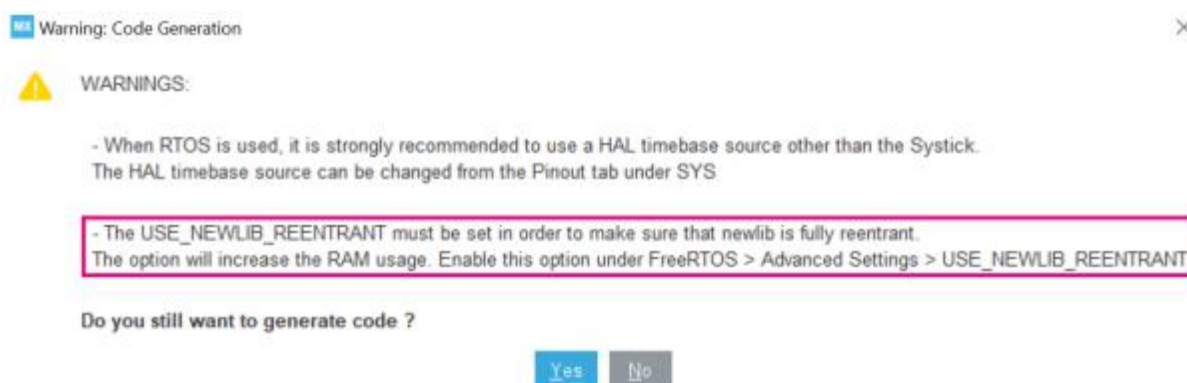 MX Warning: Code Generation
WARNINGS:
- When RTOS is used, it is strongly recommended to use a HAL timebase source other than the Systick.
The HAL timebase source can be changed from the Pinout tab under SYS
- The USE_NEWLIB_REENTRANT must be set in order to make sure that newlib is fully reentrant.
The option will increase the RAM usage. Enable this option under FreeRTOS > Advanced Settings > USE_NEWLIB_REENTRANT
Do you still want to generate code ?
Yes No